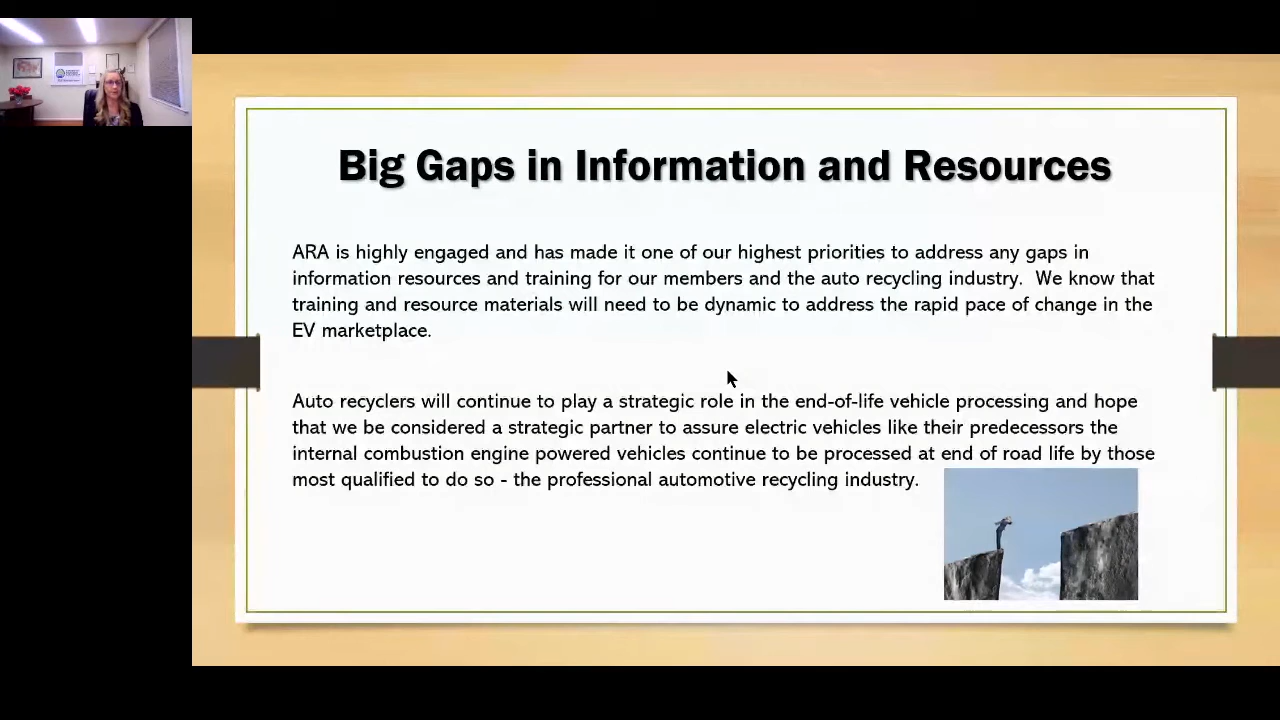 Big Gaps in Information and Resources
ARA is highly engaged and has made it one of our highest priorities to address any gaps in
information resources and training for our members and the auto recycling industry.  We know that
training and resource materials will need to be dynamic to address the rapid pace of change in the
EV marketplace.
Auto recyclers will continue to play a strategic role in the end-of-life vehicle processing and hope
that we be considered a strategic partner to assure electric vehicles like their predecessors the
internal combustion engine powered vehicles continue to be processed at end of road life by those
most qualified to do so - the professional automotive recycling industry.